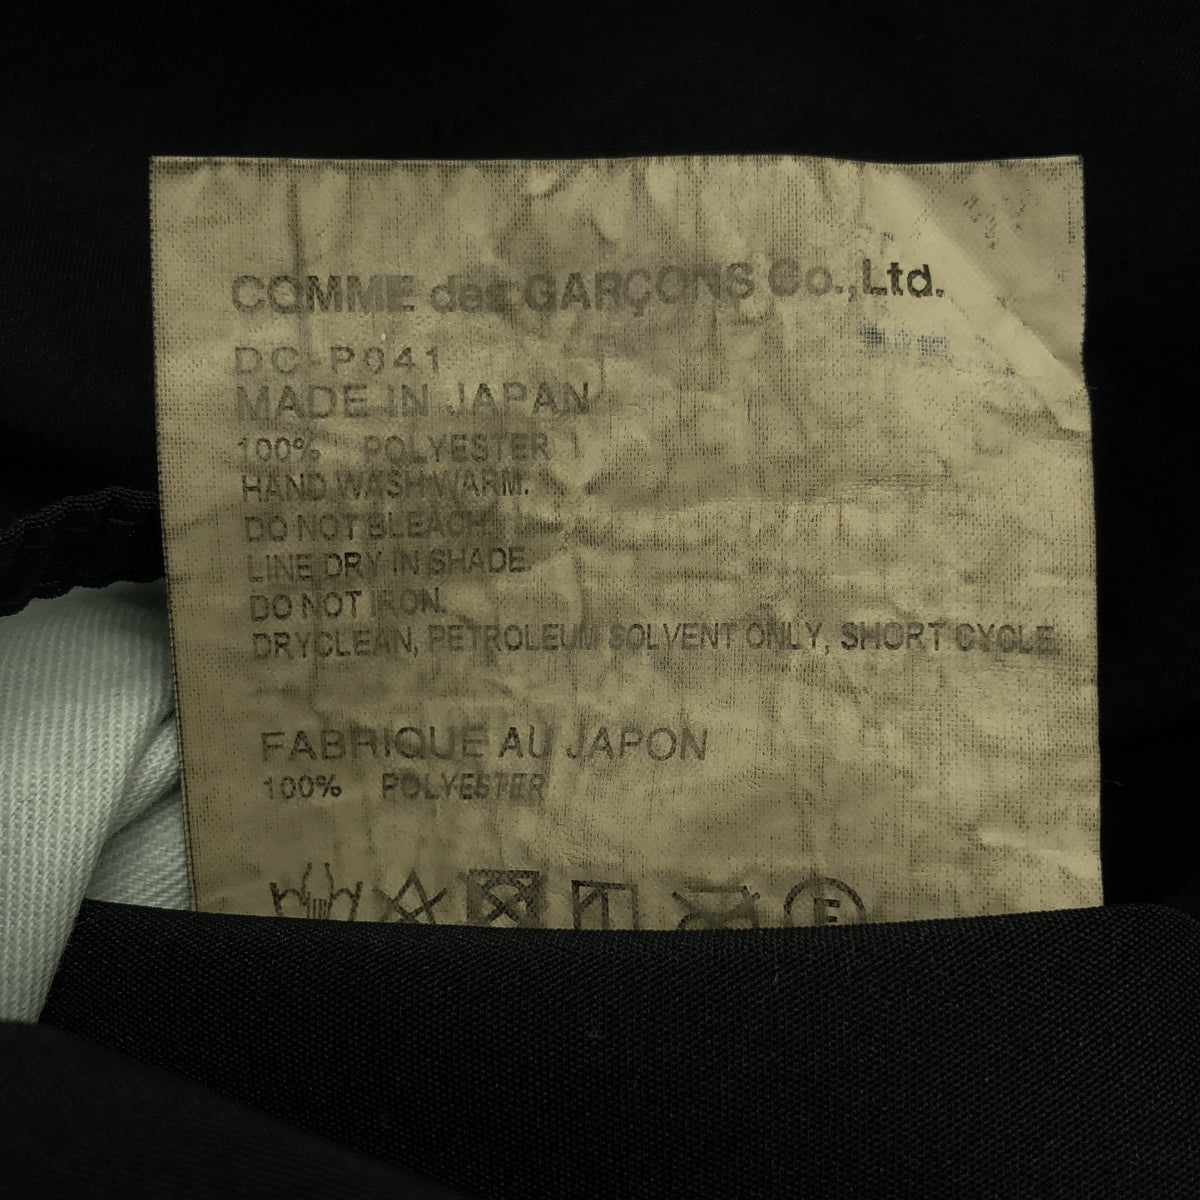 COMME des GARÇONS Co.,Ltd.
DC-P041
MADE IN JAPAN
100% POLYESTER
HAND WASH WARM.
DO NOT BLEACH.
LINE DRY IN SHADE.
DO NOT IRON.
DRYCLEAN, PETROLEUM SOLVENT ONLY, SHORT CYCLE.
FABRIQUE AU JAPON
100% POLYESTER
F